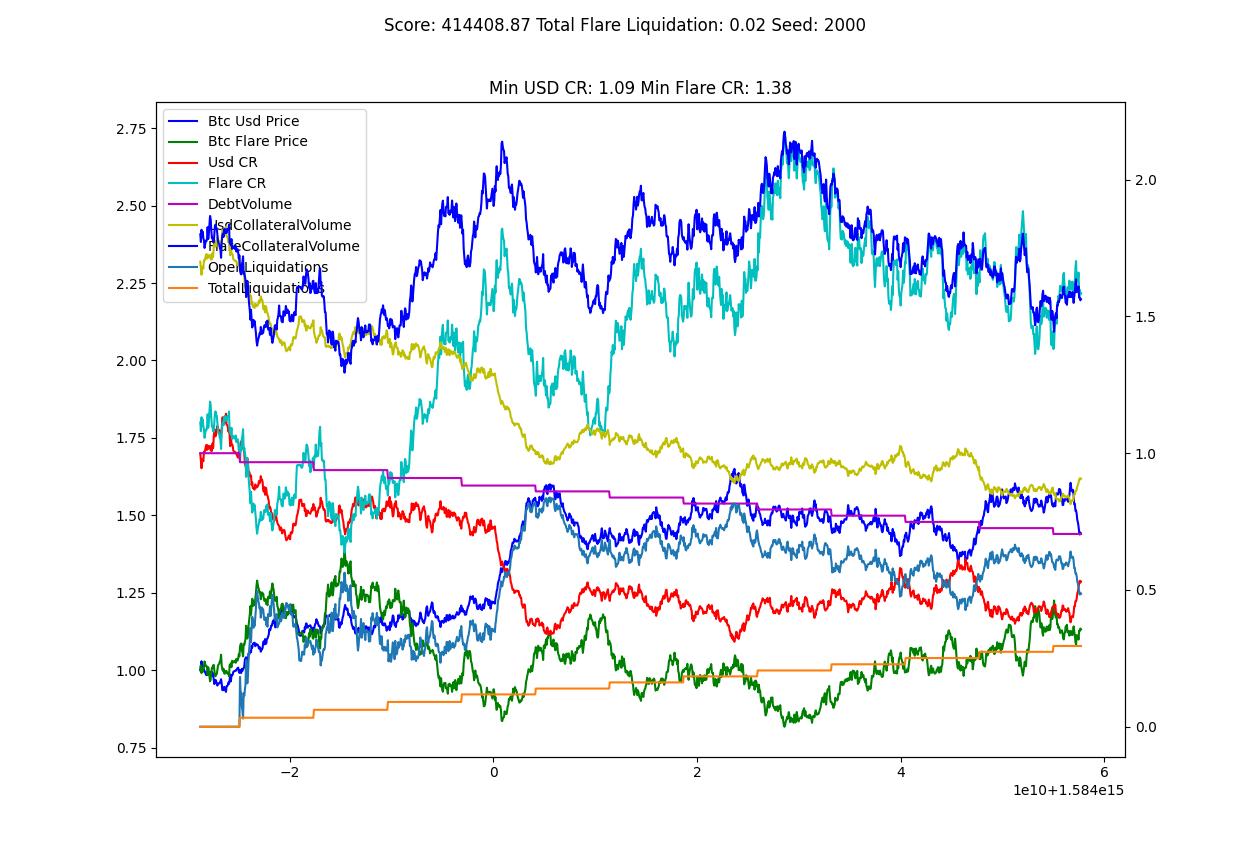 Score: 414408.87 Total Flare Liquidation: 0.02 Seed: 2000
Min USD CR: 1.09 Min Flare CR: 1.38
Btc Usd Price
Btc Flare Price
Usd CR
Flare CR
DebtVolume
UsdCollateralVolume
FlareCollateralVolume
OpenLiquidations
TotalLiquidations
2.75
2.50
2.25
2.00
1.75
1.50
1.25
1.00
0.75
2.0
1.5
1.0
0.5
0.0
−2
0
2
4
6
1e10+1.584e15